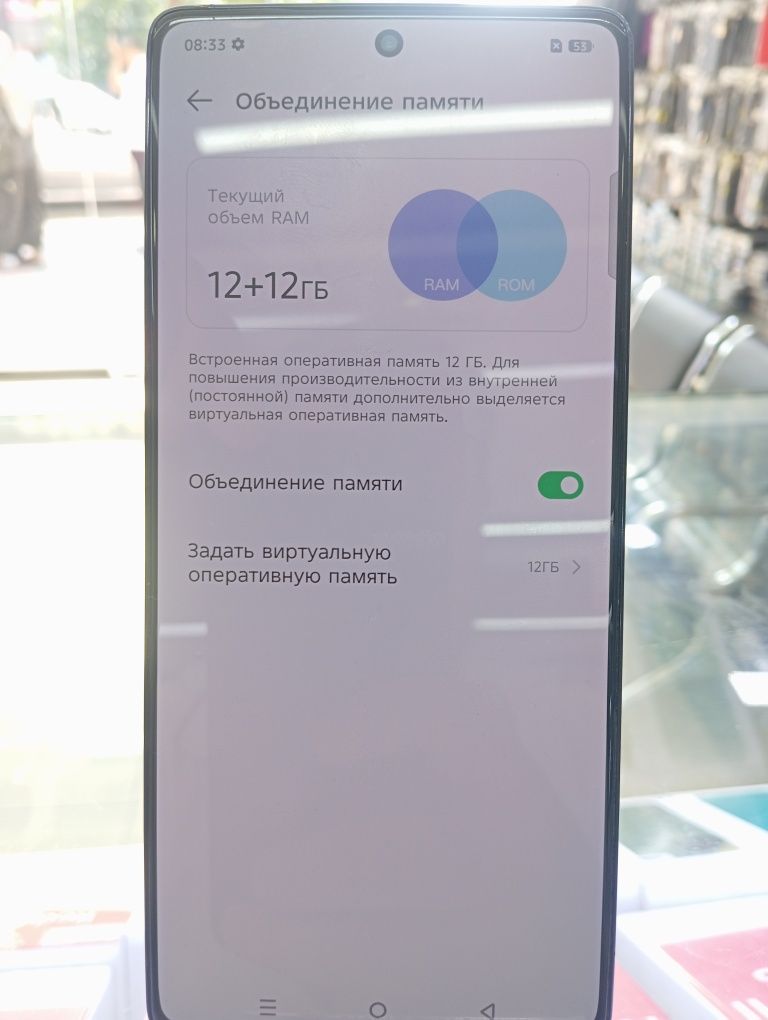 08:33
53
Объединение памяти
Текущий
объем RAM
12+12ГБ
RAM
ROM
Встроенная оперативная память 12 ГБ. Для
повышения производительности из внутренней
(постоянной) памяти дополнительно выделяется
виртуальная оперативная память.
Объединение памяти
Задать виртуальную
оперативную память
12ГБ